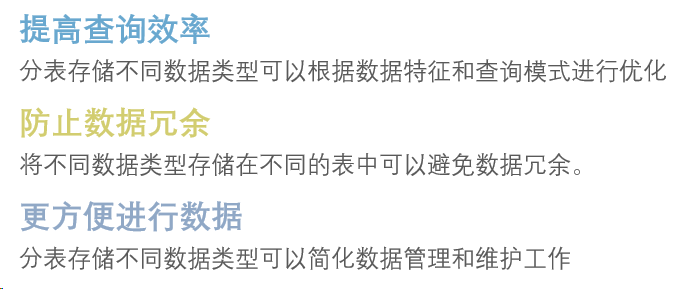 提高查询效率
分表存储不同数据类型可以根据数据特征和查询模式进行优化
防止数据冗余
将不同数据类型存储在不同的表中可以避免数据冗余。
更方便进行数据
分表存储不同数据类型可以简化数据管理和维护工作